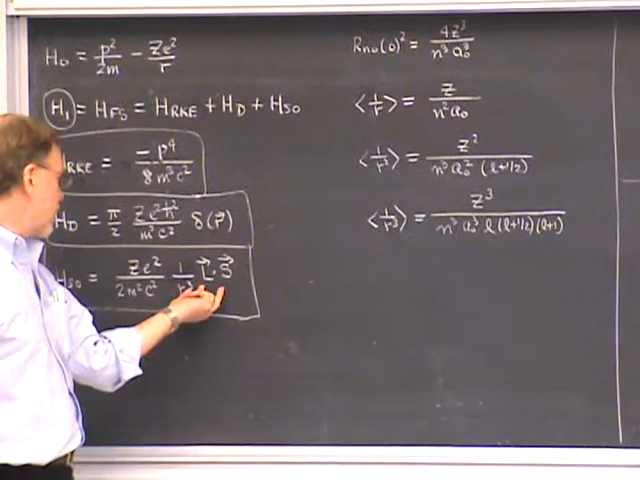 H₀ = p²/2m − Ze²/r
H₁ = H_FS = H_RKE + H_D + H_SO
RKE = −p⁴/8m³c²
H_D = π/2 Ze²ħ²/m²c² δ(r⃗)
H_SO = Ze²/2m²c² 1/r³ L⃗·S⃗
R_n0(0)² = 4z³/n³a₀³
⟨1/r⟩ = z/n²a₀
⟨1/r²⟩ = z²/n³a₀²(l+1/2)
⟨1/r³⟩ = z³/n³a₀³l(l+1/2)(l+1)